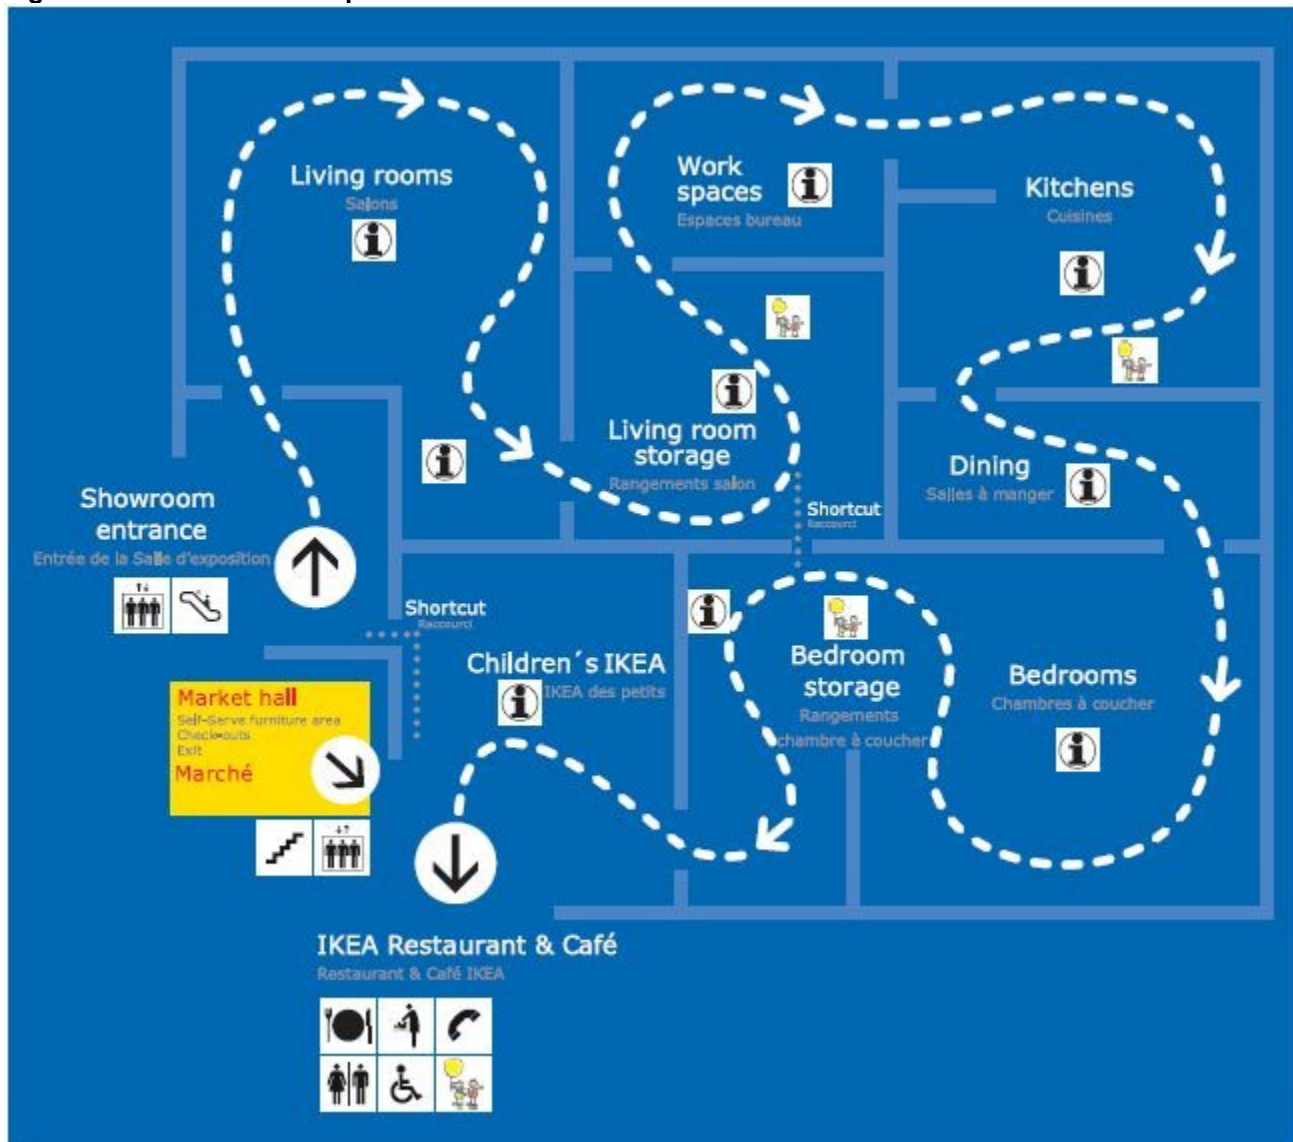 Living rooms
Salons
Work
spaces
Espaces bureau
Kitchens
Cuisines
Living room
storage
Rangements salon
Dining
Salles à manger
Shortcut
Raccourci
Showroom
entrance
Entrée de la Salle d'exposition
Shortcut
Raccourci
Children´s IKEA
IKEA des petits
Bedroom
storage
Rangements
chambre à coucher
Bedrooms
Chambres à coucher
Market hall
Self-Serve furniture area
Check-outs
Exit
Marché
IKEA Restaurant & Café
Restaurant & Café IKEA